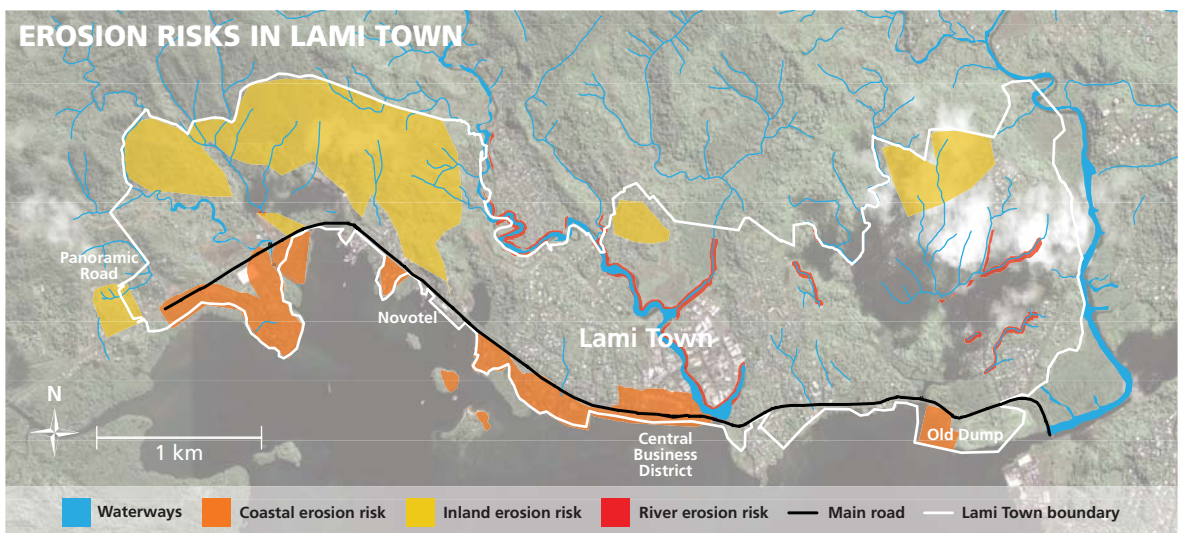 EROSION RISKS IN LAMI TOWN
Panoramic
Road
Novotel
Lami Town
N
1 km
Central
Business
District
Old Dump
Waterways
Coastal erosion risk
Inland erosion risk
River erosion risk
Main road
Lami Town boundary